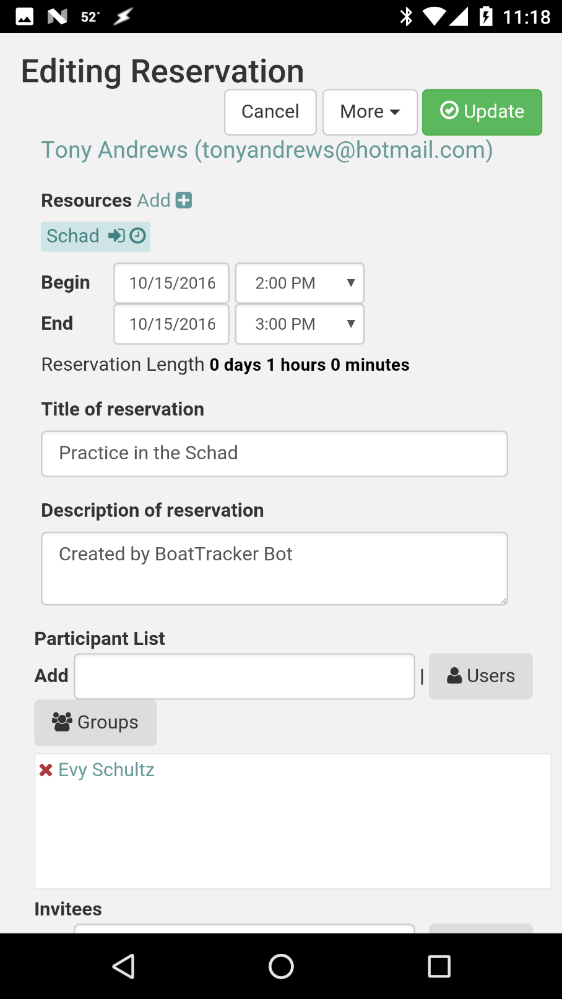 52° 11:18
Editing Reservation
Cancel More Update
Tony Andrews (tonyandrews@hotmail.com)
Resources Add
Schad
Begin 10/15/2016 2:00 PM
End 10/15/2016 3:00 PM
Reservation Length 0 days 1 hours 0 minutes
Title of reservation
Practice in the Schad
Description of reservation
Created by BoatTracker Bot
Participant List
Add | Users
Groups
Evy Schultz
Invitees